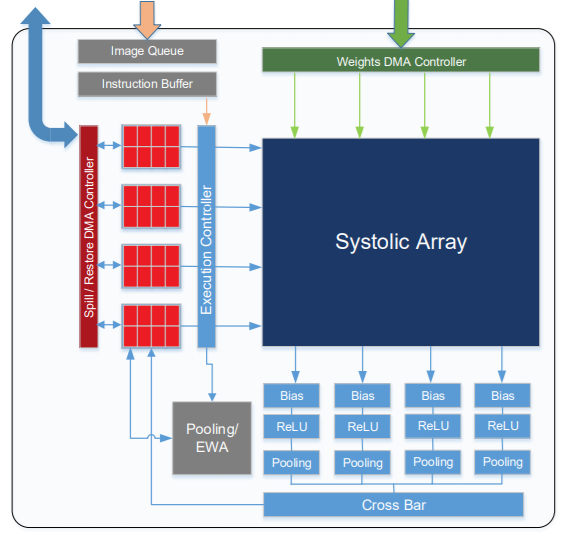 Image Queue
Instruction Buffer
Weights DMA Controller
Spill / Restore DMA Controller
Execution Controller
Systolic Array
Pooling/
EWA
Bias
Bias
Bias
Bias
ReLU
ReLU
ReLU
ReLU
Pooling
Pooling
Pooling
Pooling
Cross Bar